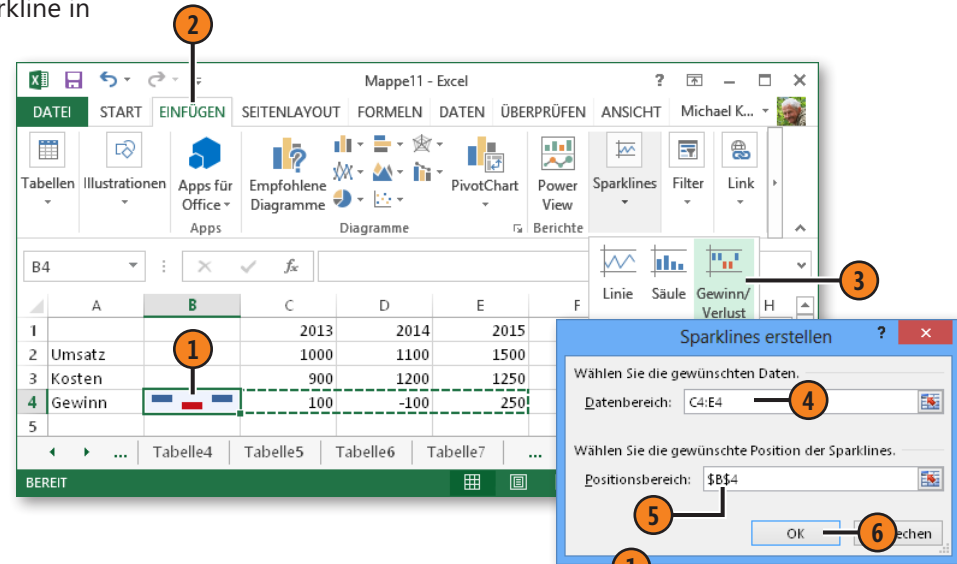 rkline in
2
Mappe11 - Excel ?
DATEI START EINFÜGEN SEITENLAYOUT FORMELN DATEN ÜBERPRÜFEN ANSICHT Michael K...
Tabellen Illustrationen Apps für Office Empfohlene Diagramme PivotChart Power View Sparklines Filter Link
Apps Diagramme Berichte
B4 fx
Linie Säule Gewinn/Verlust
3
A B C D E F H
1 2013 2014 2015
2 Umsatz 1000 1100 1500
3 Kosten 900 1200 1250
4 Gewinn 100 -100 250
5
1
... Tabelle4 Tabelle5 Tabelle6 Tabelle7 ...
BEREIT
Sparklines erstellen ?
Wählen Sie die gewünschten Daten.
Datenbereich: C4:E4
4
Wählen Sie die gewünschte Position der Sparklines.
Positionsbereich: $B$4
5
OK
6